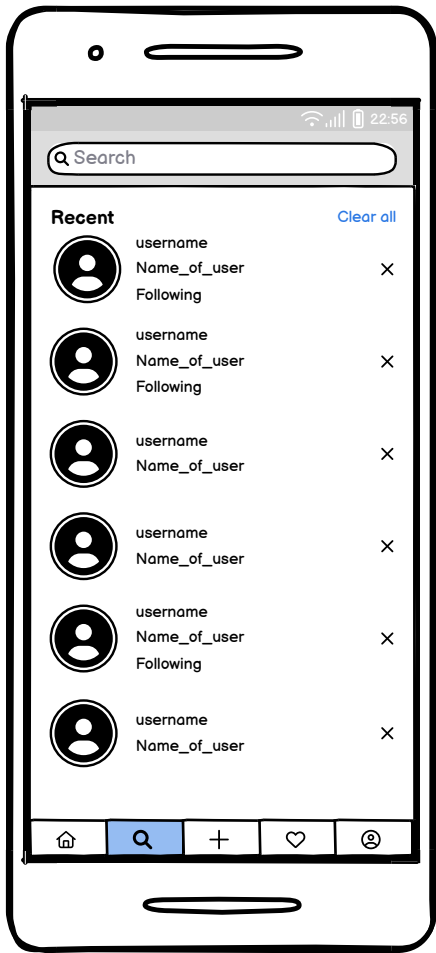 22:56
Search
Recent
Clear all
username
Name_of_user
Following
username
Name_of_user
Following
username
Name_of_user
username
Name_of_user
username
Name_of_user
Following
username
Name_of_user